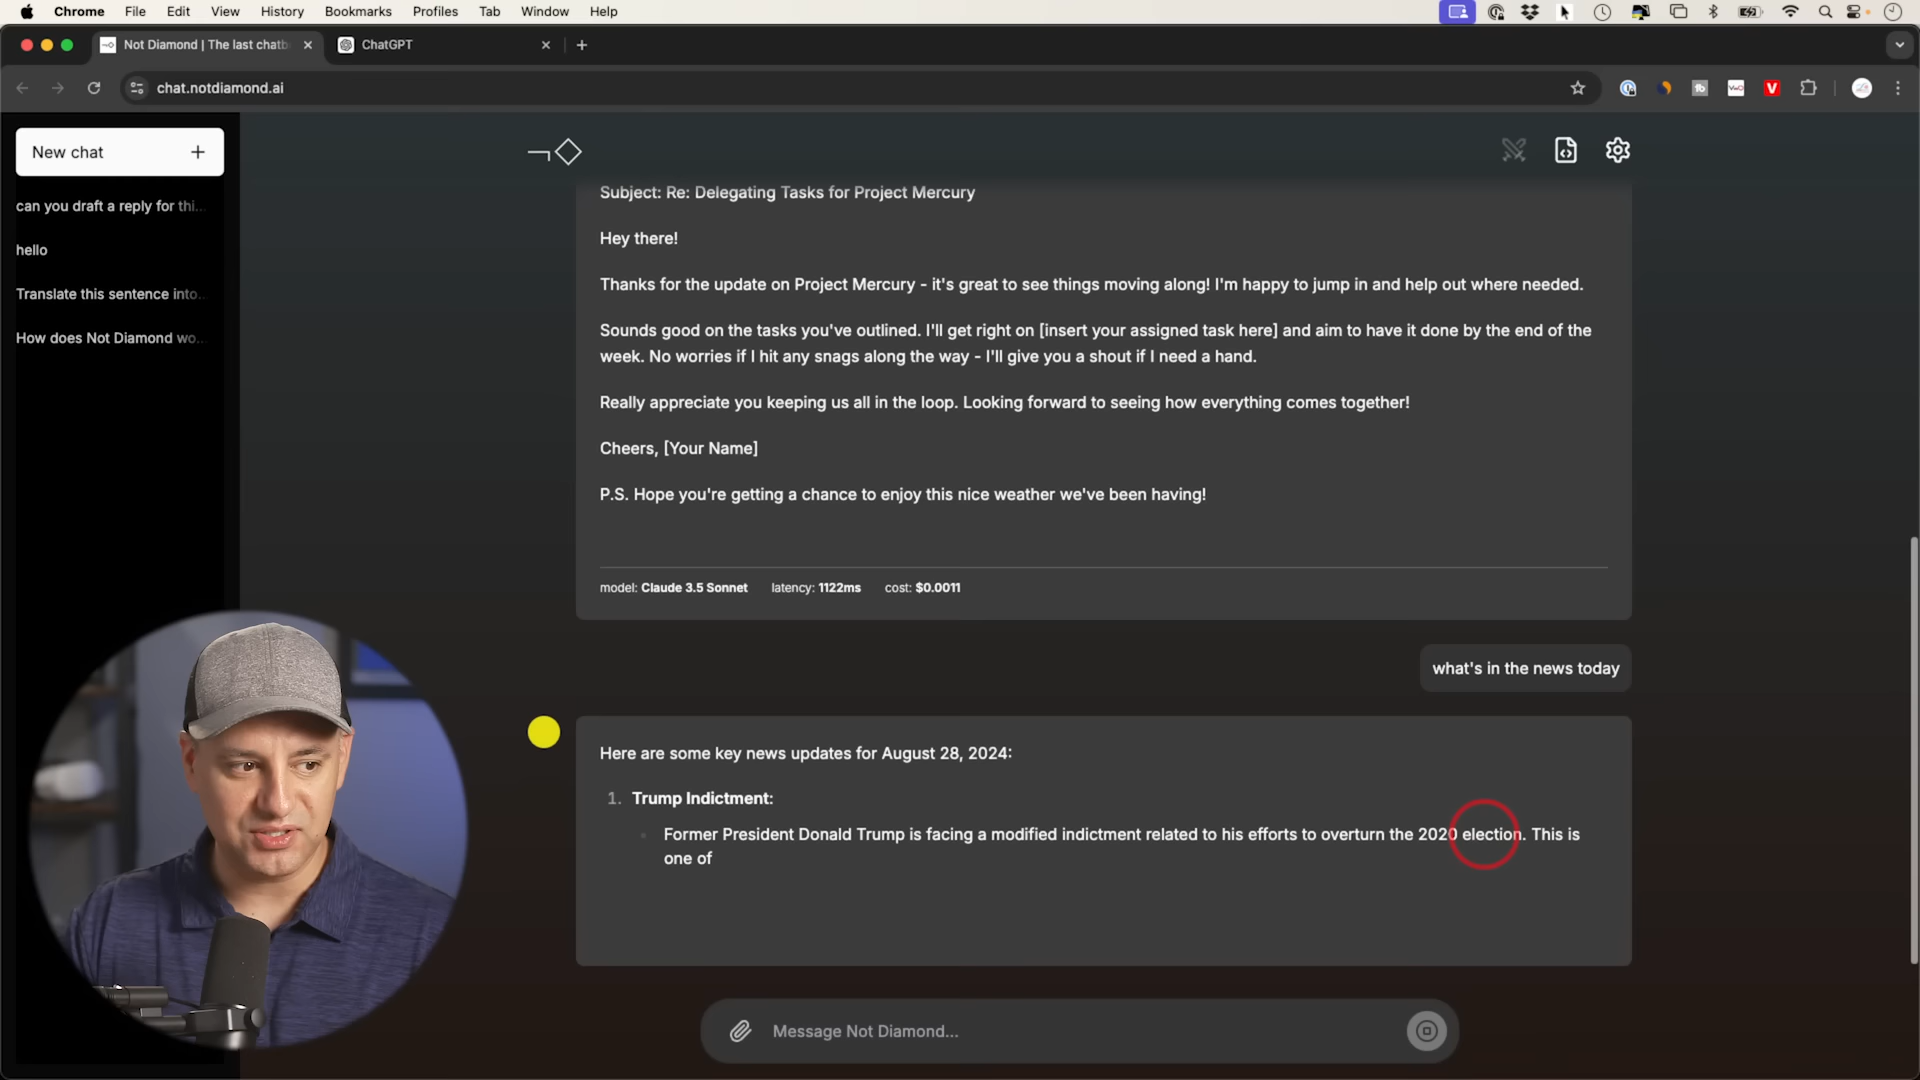 Chrome File Edit View History Bookmarks Profiles Tab Window Help
Not Diamond | The last chatb
ChatGPT
chat.notdiamond.ai
New chat
can you draft a reply for thi...
hello
Translate this sentence into...
How does Not Diamond wo...
Subject: Re: Delegating Tasks for Project Mercury
Hey there!
Thanks for the update on Project Mercury - it's great to see things moving along! I'm happy to jump in and help out where needed.
Sounds good on the tasks you've outlined. I'll get right on [insert your assigned task here] and aim to have it done by the end of the
week. No worries if I hit any snags along the way - I'll give you a shout if I need a hand.
Really appreciate you keeping us all in the loop. Looking forward to seeing how everything comes together!
Cheers, [Your Name]
P.S. Hope you're getting a chance to enjoy this nice weather we've been having!
model: Claude 3.5 Sonnet latency: 1122ms cost: $0.0011
what's in the news today
Here are some key news updates for August 28, 2024:
1. Trump Indictment:
Former President Donald Trump is facing a modified indictment related to his efforts to overturn the 2020 election. This is
one of
Message Not Diamond...